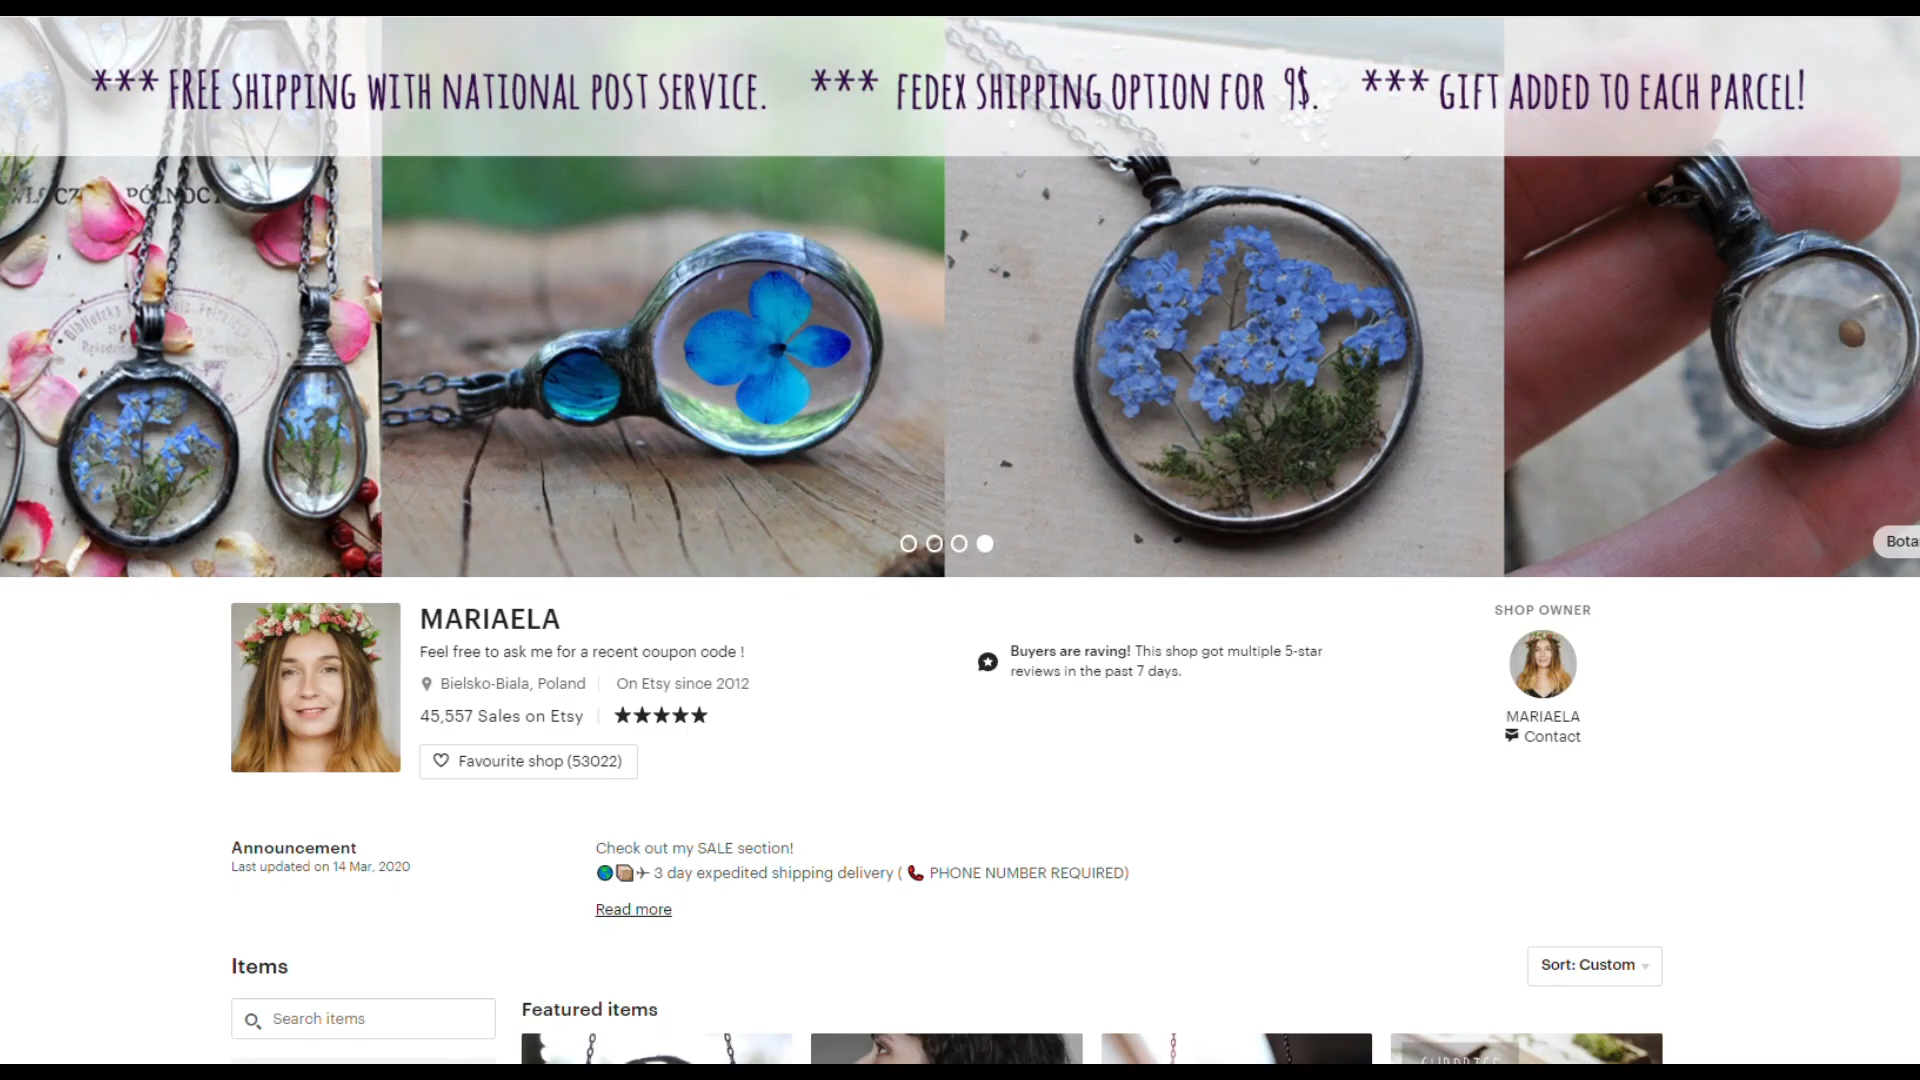 *** FREE SHIPPING WITH NATIONAL POST SERVICE. *** FEDEX SHIPPING OPTION FOR 9$. *** GIFT ADDED TO EACH PARCEL!
Bota
MARIAELA
Feel free to ask me for a recent coupon code !
Bielsko-Biala, Poland | On Etsy since 2012
45,557 Sales on Etsy | ★★★★★
Favourite shop (53022)
Buyers are raving! This shop got multiple 5-star
reviews in the past 7 days.
SHOP OWNER
MARIAELA
Contact
Announcement
Last updated on 14 Mar, 2020
Check out my SALE section!
🌍📦✈ 3 day expedited shipping delivery ( 📞 PHONE NUMBER REQUIRED)
Read more
Items
Sort: Custom
Search items
Featured items